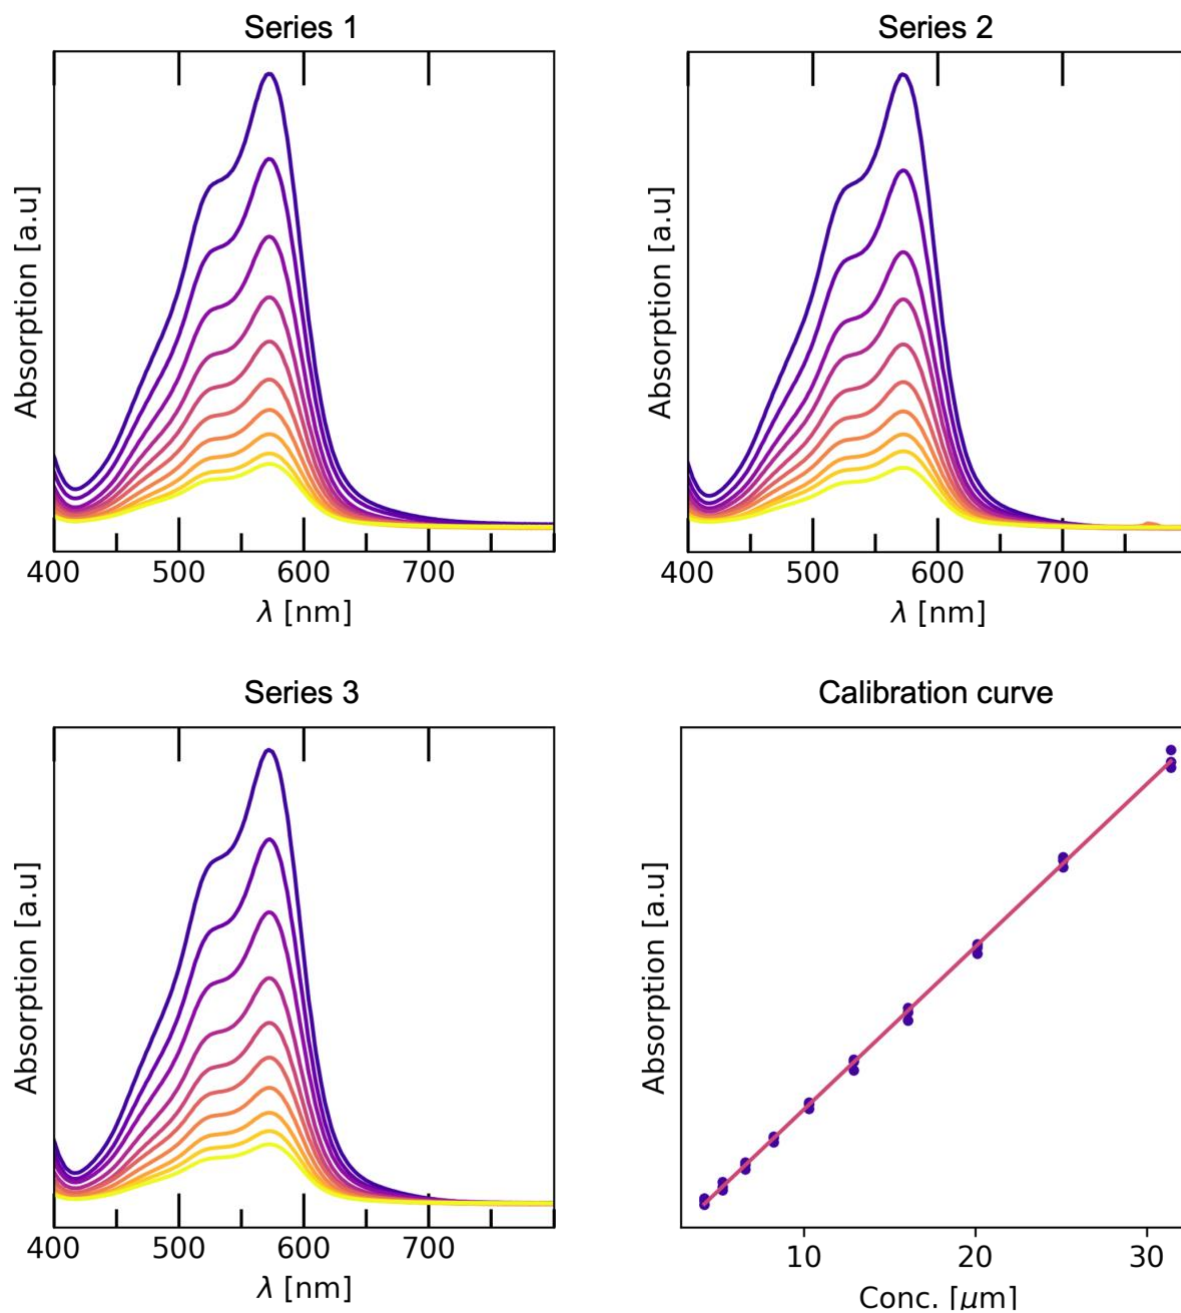 Series 1
Absorption [a.u]
400 500 600 700
λ [nm]
Series 2
Absorption [a.u]
400 500 600 700
λ [nm]
Series 3
Absorption [a.u]
400 500 600 700
λ [nm]
Calibration curve
Absorption [a.u]
10 20 30
Conc. [μm]